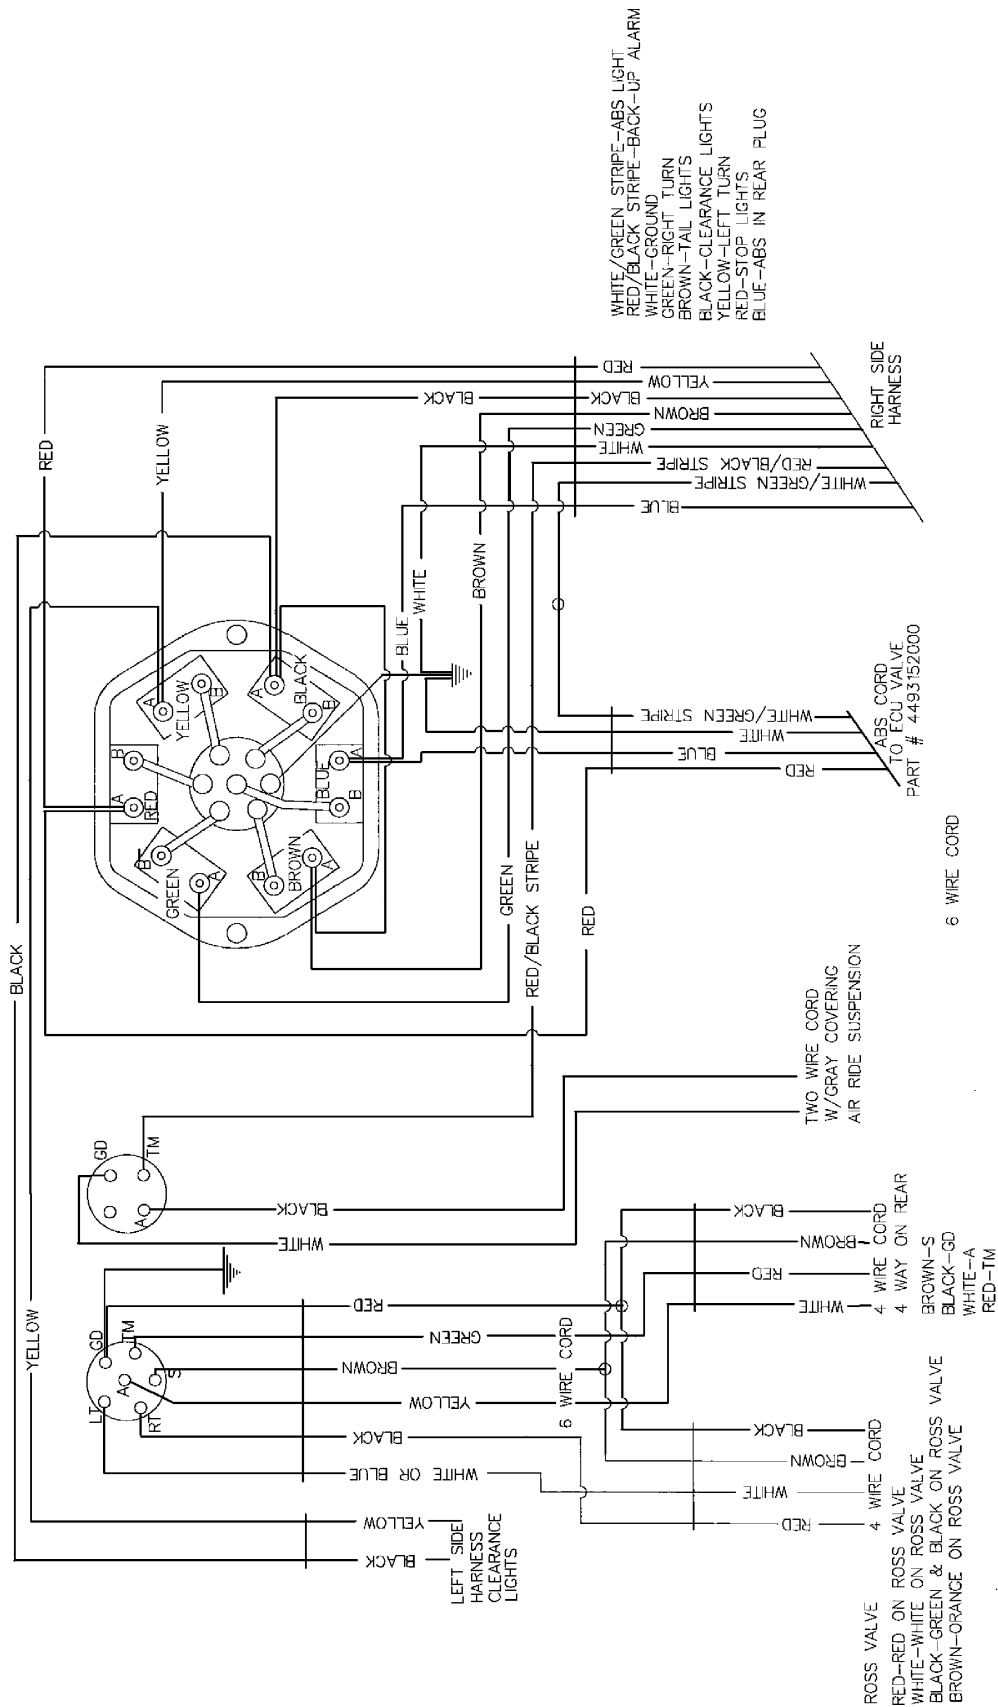 WHITE/GREEN STRIPE-ABS LIGHT
RED/BLACK STRIPE-BACK-UP ALARM
WHITE-GROUND
GREEN-RIGHT TURN
BROWN-TAIL LIGHTS
BLACK-CLEARANCE LIGHTS
YELLOW-LEFT TURN
RED-STOP LIGHTS
BLUE-ABS IN REAR PLUG
RED
YELLOW
BLACK
BLACK
BROWN
GREEN
WHITE
RED/BLACK STRIPE
WHITE/GREEN STRIPE
BLUE
RIGHT SIDE
HARNESS
RED
YELLOW
BLUE
WHITE
BROWN
A
YELLOW
B
A
BLACK
B
B
A
RED
A
BLUE
B
B
GREEN
A
B
BROWN
A
WHITE/GREEN STRIPE
WHITE
BLUE
RED
ABS CORD
TO ECU VALVE
PART # 4493152000
6 WIRE CORD
BLACK
GREEN
RED/BLACK STRIPE
RED
TWO WIRE CORD
W/GRAY COVERING
AIR RIDE SUSPENSION
GD
TM
A
BLACK
WHITE
YELLOW
GD
TM
A
S
LT
RT
RED
GREEN
BROWN
6 WIRE CORD
YELLOW
BLACK
WHITE OR BLUE
BLACK
BROWN
RED
WHITE
4 WIRE CORD
4 WAY ON REAR
BROWN-S
BLACK-GD
WHITE-A
RED-TM
BLACK
BROWN
WHITE
RED
4 WIRE CORD
YELLOW
BLACK
LEFT SIDE
HARNESS
CLEARANCE
LIGHTS
ROSS VALVE
RED-RED ON ROSS VALVE
WHITE-WHITE ON ROSS VALVE
BLACK-GREEN & BLACK ON ROSS VALVE
BROWN-ORANGE ON ROSS VALVE